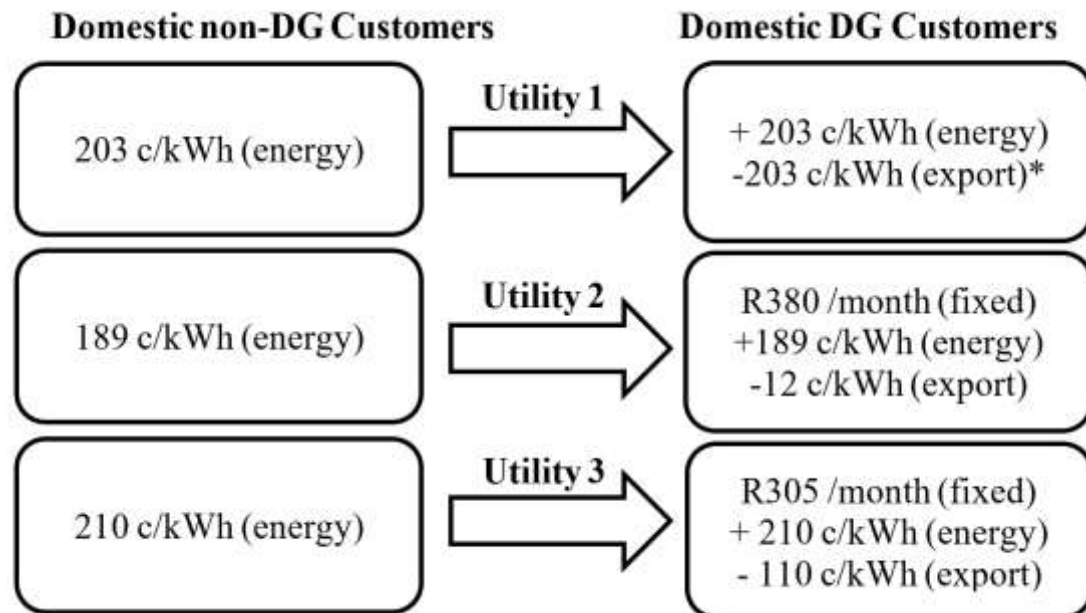 Domestic non-DG Customers
Domestic DG Customers
203 c/kWh (energy)
Utility 1
+ 203 c/kWh (energy)
-203 c/kWh (export)*
189 c/kWh (energy)
Utility 2
R380 /month (fixed)
+189 c/kWh (energy)
-12 c/kWh (export)
210 c/kWh (energy)
Utility 3
R305 /month (fixed)
+ 210 c/kWh (energy)
- 110 c/kWh (export)